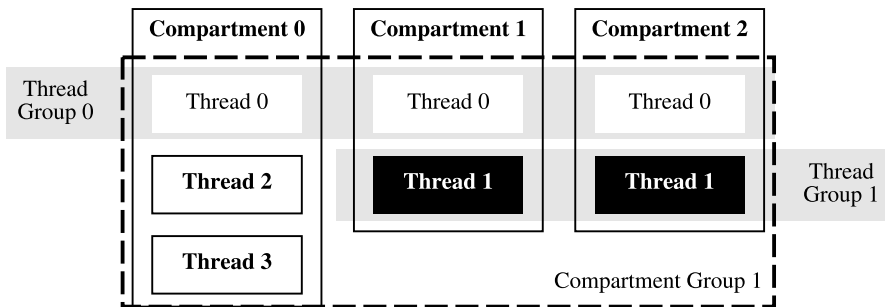 Compartment 0
Compartment 1
Compartment 2
Thread
Group 0
Thread 0
Thread 0
Thread 0
Thread 2
Thread 1
Thread 1
Thread
Group 1
Thread 3
Compartment Group 1